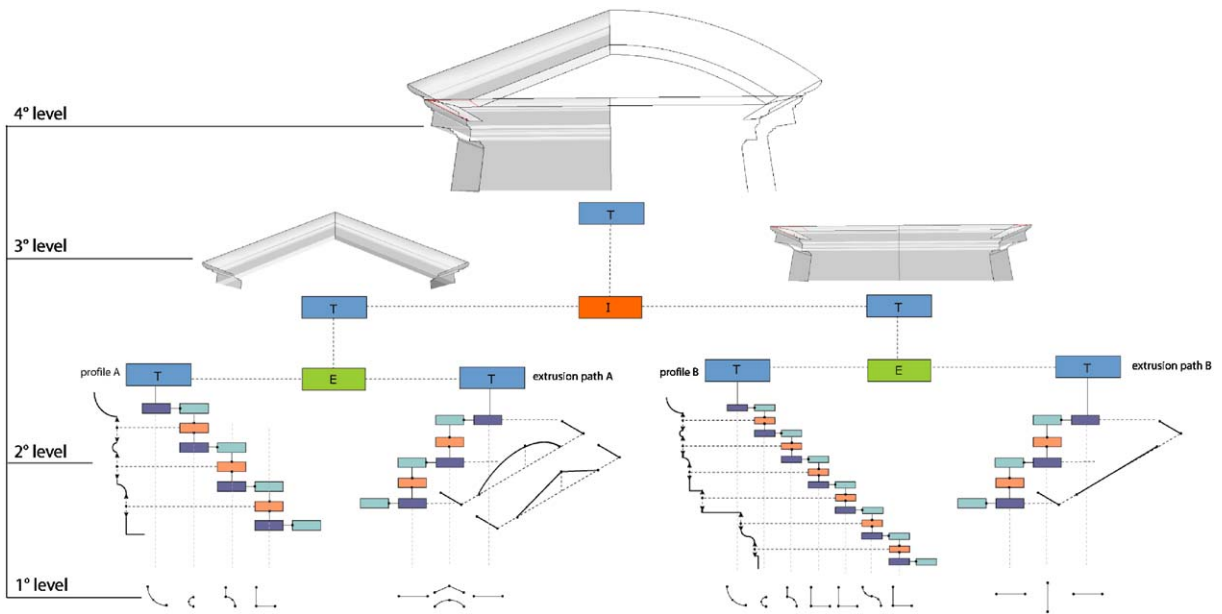 4° level
T
3° level
T
I
T
profile A
T
E
T
extrusion path A
profile B
T
E
T
extrusion path B
2° level
1° level